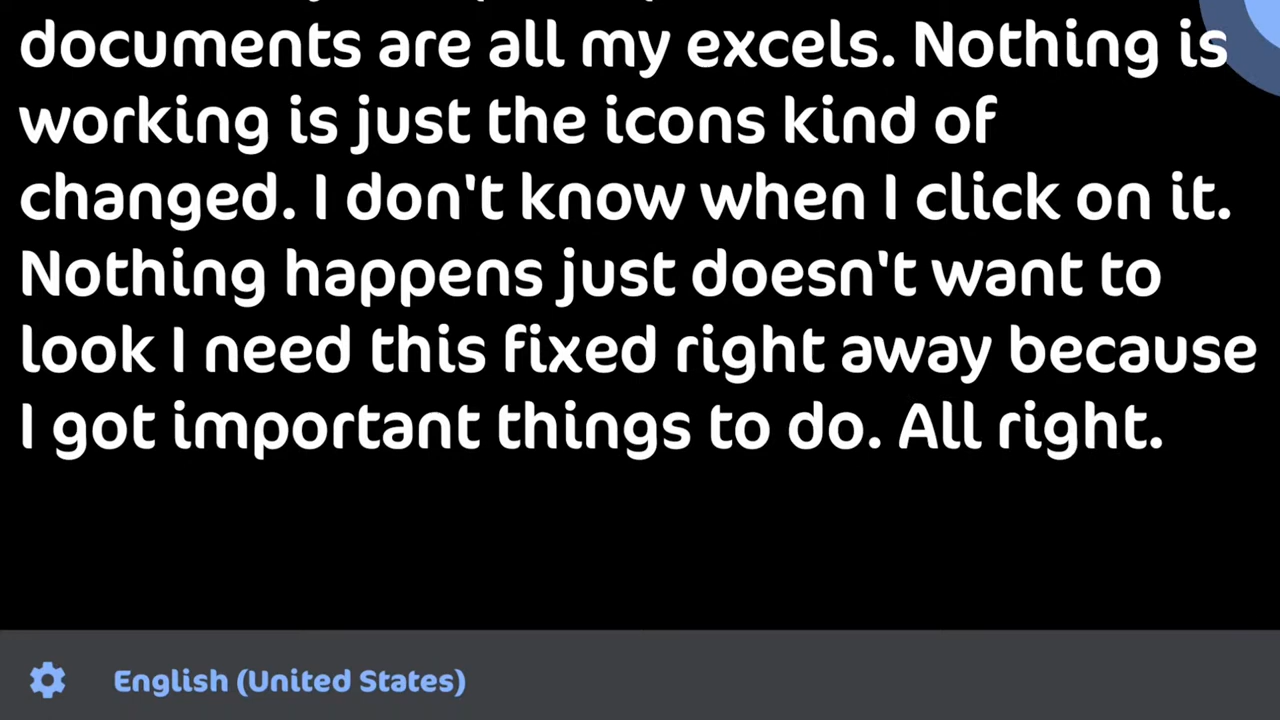 documents are all my excels. Nothing is
working is just the icons kind of
changed. I don't know when I click on it.
Nothing happens just doesn't want to
look I need this fixed right away because
I got important things to do. All right.
English (United States)